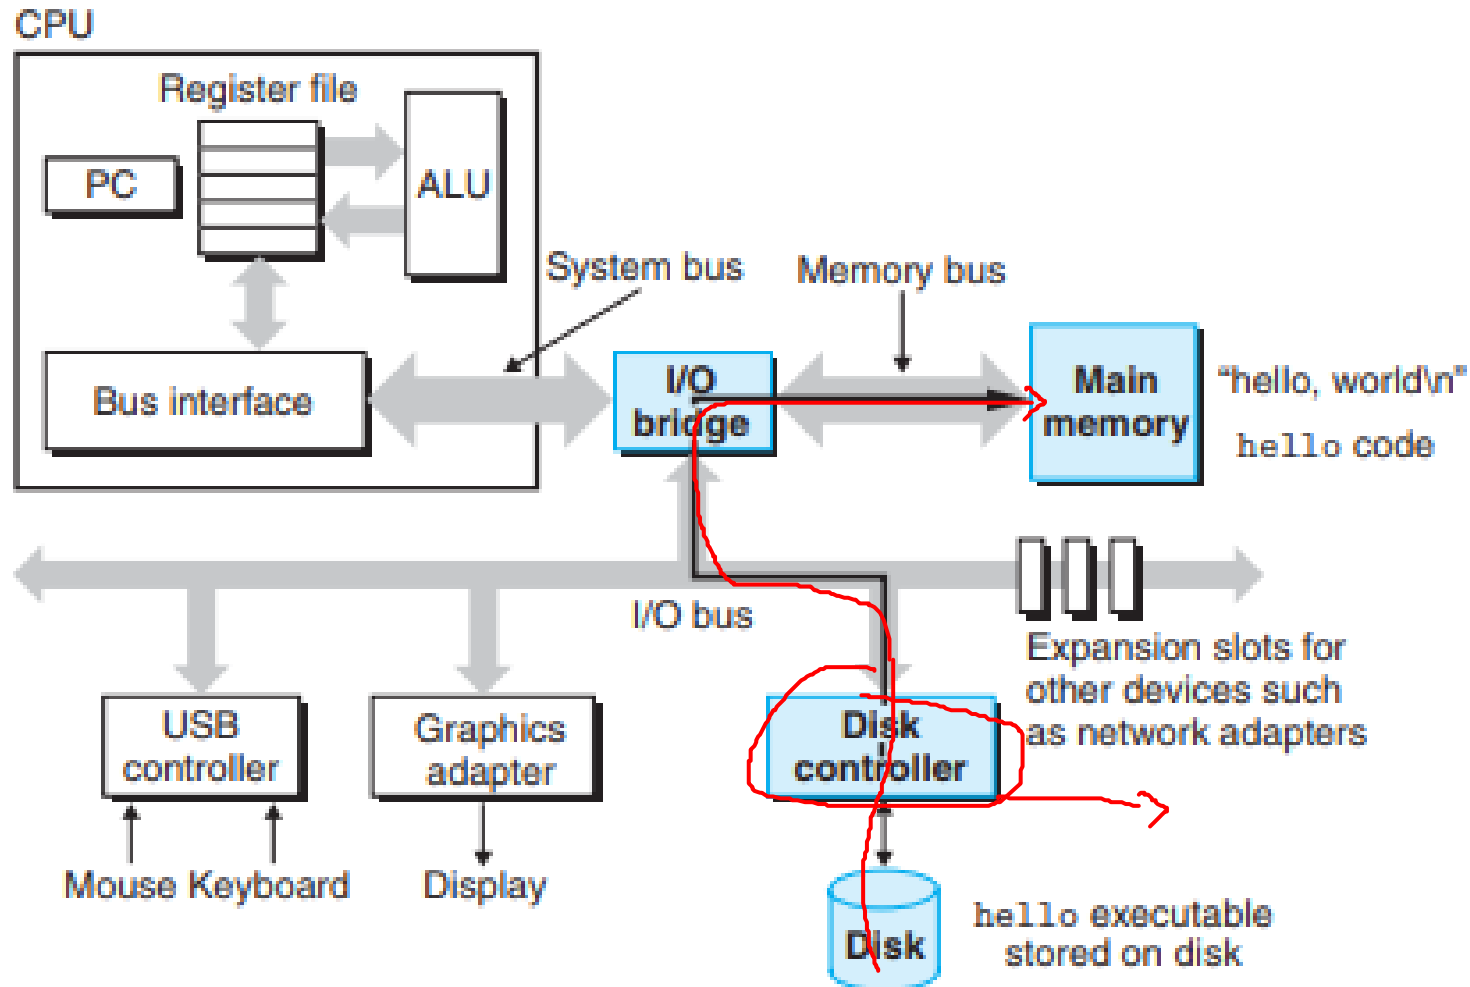 CPU
Register file
PC
ALU
System bus
Memory bus
Bus interface
I/O
bridge
Main
memory
"hello, world\n"
hello code
I/O bus
Expansion slots for
other devices such
as network adapters
USB
controller
Graphics
adapter
Disk
controller
Mouse Keyboard
Display
Disk
hello executable
stored on disk